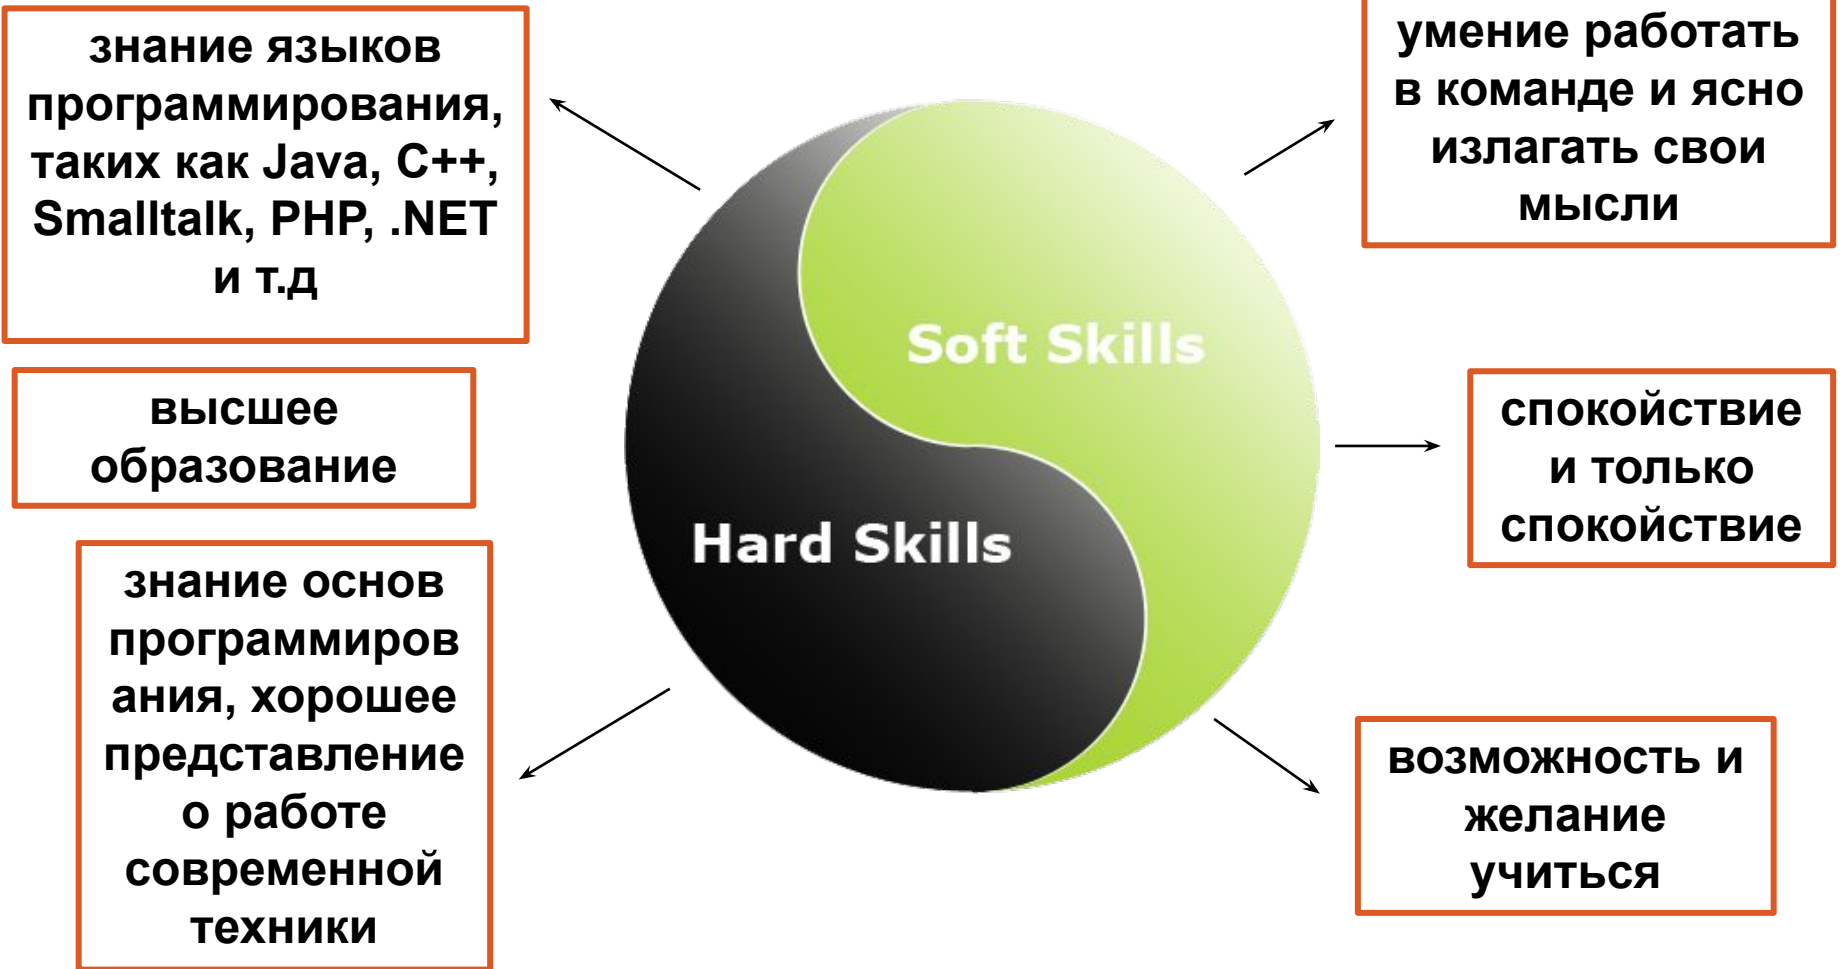 знание языков
программирования,
таких как Java, C++,
Smalltalk, PHP, .NET
и т.д
высшее
образование
знание основ
программиров
ания, хорошее
представление
о работе
современной
техники
Soft Skills
Hard Skills
умение работать
в команде и ясно
излагать свои
мысли
спокойствие
и только
спокойствие
возможность и
желание
учиться